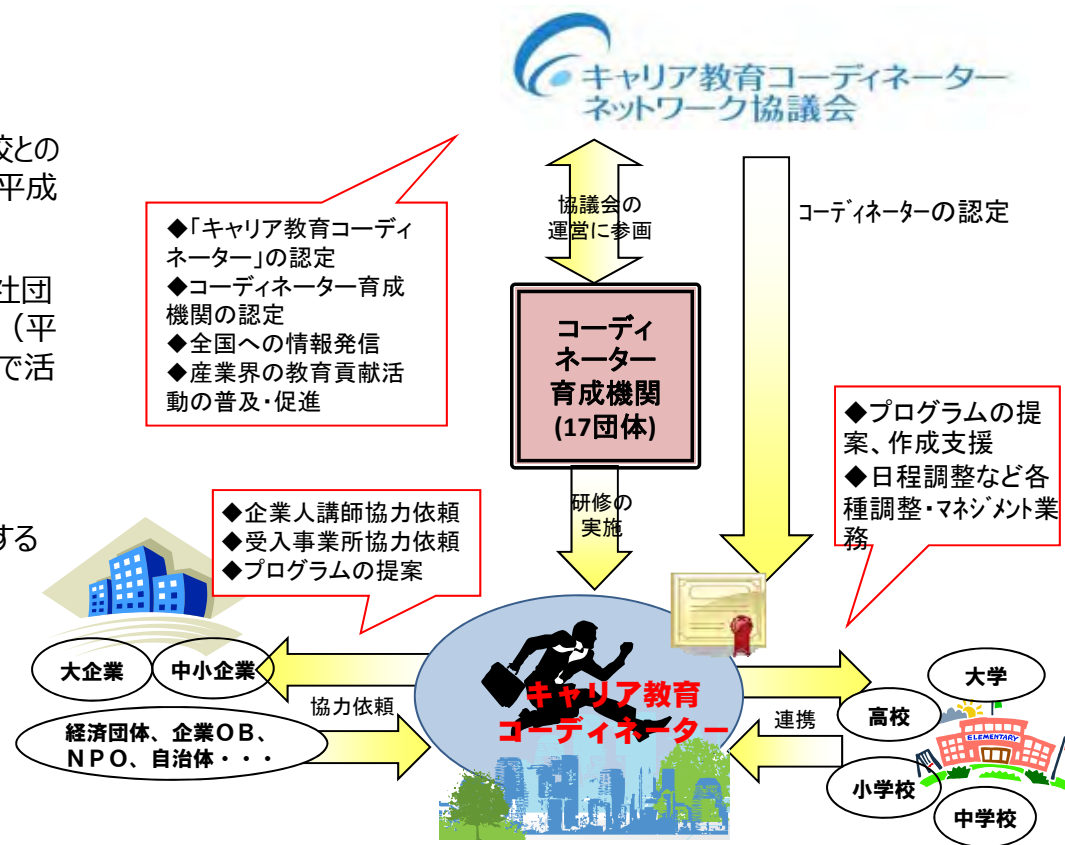 キャリア教育コーディネーター
ネットワーク協議会
校との
平成
社団
（平
で活
する
◆「キャリア教育コーディ
ネーター」の認定
◆コーディネーター育成
機関の認定
◆全国への情報発信
◆産業界の教育貢献活
動の普及・促進
協議会の
運営に参画
コーディネーターの認定
コーディ
ネーター
育成機関
(17団体)
研修の
実施
◆プログラムの提
案、作成支援
◆日程調整など各
種調整・マネジメント業
務
◆企業人講師協力依頼
◆受入事業所協力依頼
◆プログラムの提案
大企業
中小企業
協力依頼
経済団体、企業ＯＢ、
ＮＰＯ、自治体・・・
キャリア教育
コーディネーター
連携
大学
高校
ELEMENTARY
小学校
中学校